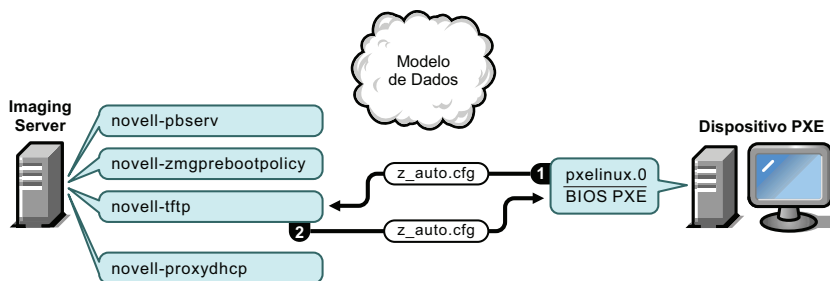 Modelo
de Dados
Imaging
Server
novell-pbserv
novell-zmgprebootpolicy
novell-tftp
novell-proxydhcp
z_auto.cfg
1
2
z_auto.cfg
pxelinux.0
BIOS PXE
Dispositivo PXE